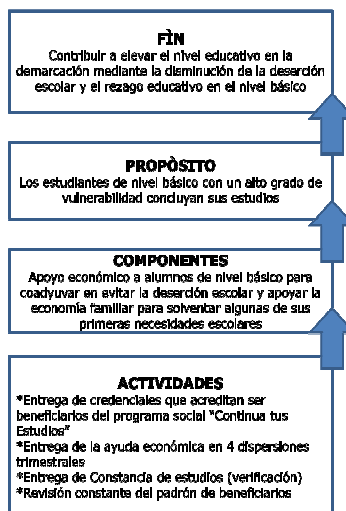 FÌN
Contribuir a elevar el nivel educativo en la
demarcación mediante la disminución de la deserción
escolar y el rezago educativo en el nivel básico
PROPÒSITO
Los estudiantes de nivel básico con un alto grado de
vulnerabilidad concluyan sus estudios
COMPONENTES
Apoyo económico a alumnos de nivel básico para
coadyuvar en evitar la deserción escolar y apoyar la
economía familiar para solventar algunas de sus
primeras necesidades escolares
ACTIVIDADES
*Entrega de credenciales que acreditan ser
beneficiarios del programa social "Continua tus
Estudios"
*Entrega de la ayuda económica en 4 dispersiones
trimestrales
*Entrega de Constancia de estudios (verificación)
*Revisión constante del padrón de beneficiarios